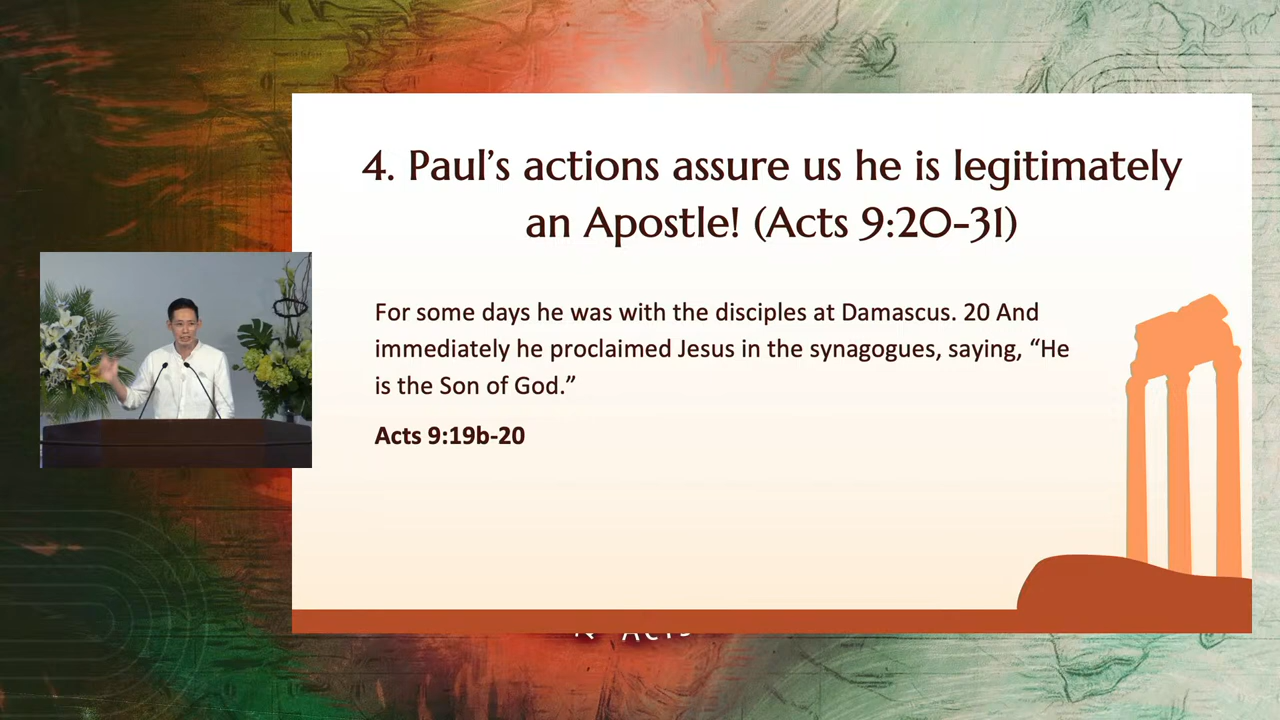 4. Paul’s actions assure us he is legitimately
an Apostle! (Acts 9:20-31)
For some days he was with the disciples at Damascus. 20 And
immediately he proclaimed Jesus in the synagogues, saying, “He
is the Son of God.”
Acts 9:19b-20
ACTS